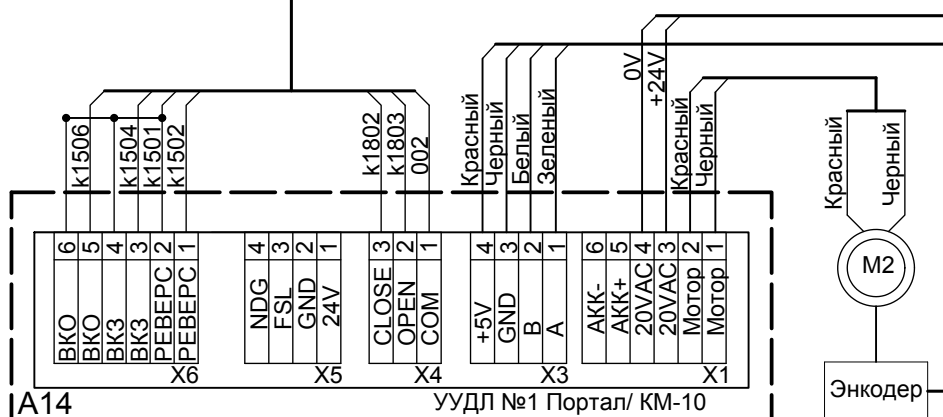 k1506
k1504
k1501
k1502
k1802
k1803
002
Красный
Черный
Белый
Зеленый
0V
+24V
Красный
Черный
Красный
Черный
6 5 4 3 2 1
ВКО
ВКО
ВКЗ
ВКЗ
РЕВЕРС
РЕВЕРС
X6
4 3 2 1
NDG
FSL
GND
24V
X5
3 2 1
CLOSE
OPEN
COM
X4
4 3 2 1
+5V
GND
B
A
X3
6 5 4 3 2 1
АКК-
АКК+
20VAC
20VAC
Мотор
Мотор
X1
М2
Энкодер
А14
УУДЛ №1 Портал/ КМ-10